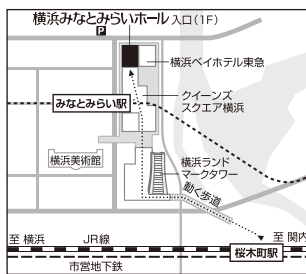 横浜みなとみらいホール 入口(1F)
P
横浜ベイホテル東急
みなとみらい駅
クイーンズ
スクエア横浜
横浜美術館
横浜ランド
マークタワー
動く歩道
至 横浜 JR線 至 関内
桜木町駅
市営地下鉄